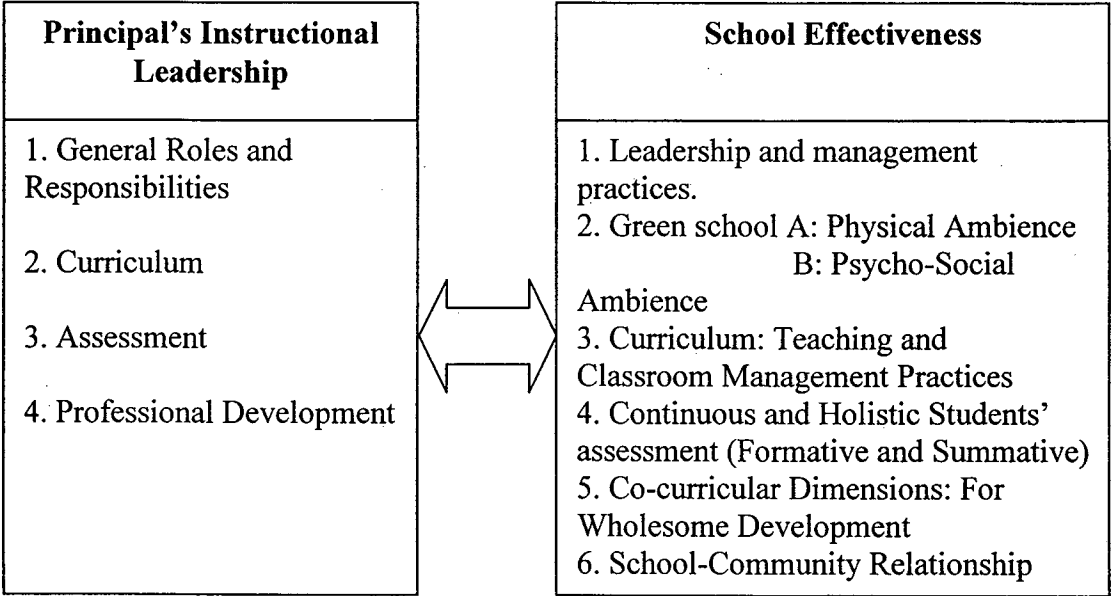 Principal's Instructional
Leadership
1. General Roles and
Responsibilities
2. Curriculum
3. Assessment
4. Professional Development
School Effectiveness
1. Leadership and management
practices.
2. Green school A: Physical Ambience
B: Psycho-Social
Ambience
3. Curriculum: Teaching and
Classroom Management Practices
4. Continuous and Holistic Students'
assessment (Formative and Summative)
5. Co-curricular Dimensions: For
Wholesome Development
6. School-Community Relationship